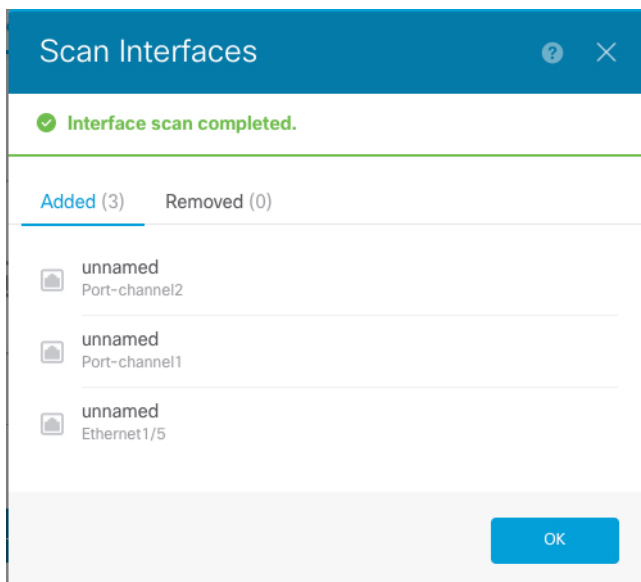 Scan Interfaces
Interface scan completed.
Added (3) Removed (0)
unnamed
Port-channel2
unnamed
Port-channel1
unnamed
Ethernet1/5
OK